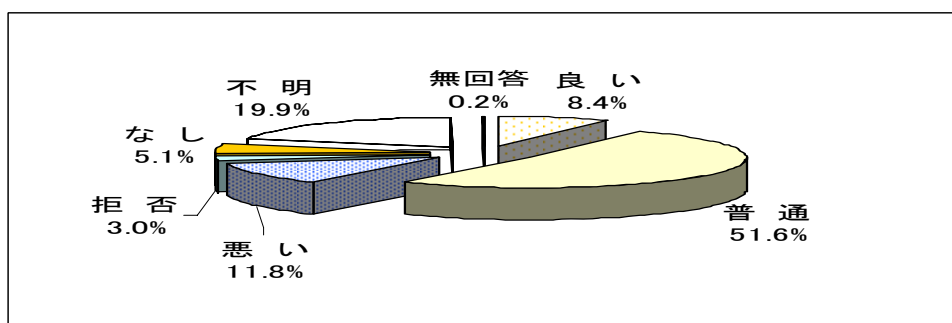 無回答
0.2%
良い
8.4%
普通
51.6%
悪い
11.8%
拒否
3.0%
なし
5.1%
不明
19.9%